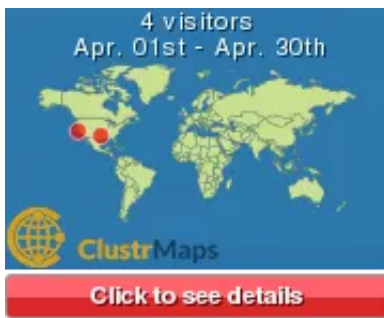 4 visitors
Apr. 01st - Apr. 30th
ClustrMaps
Click to see details